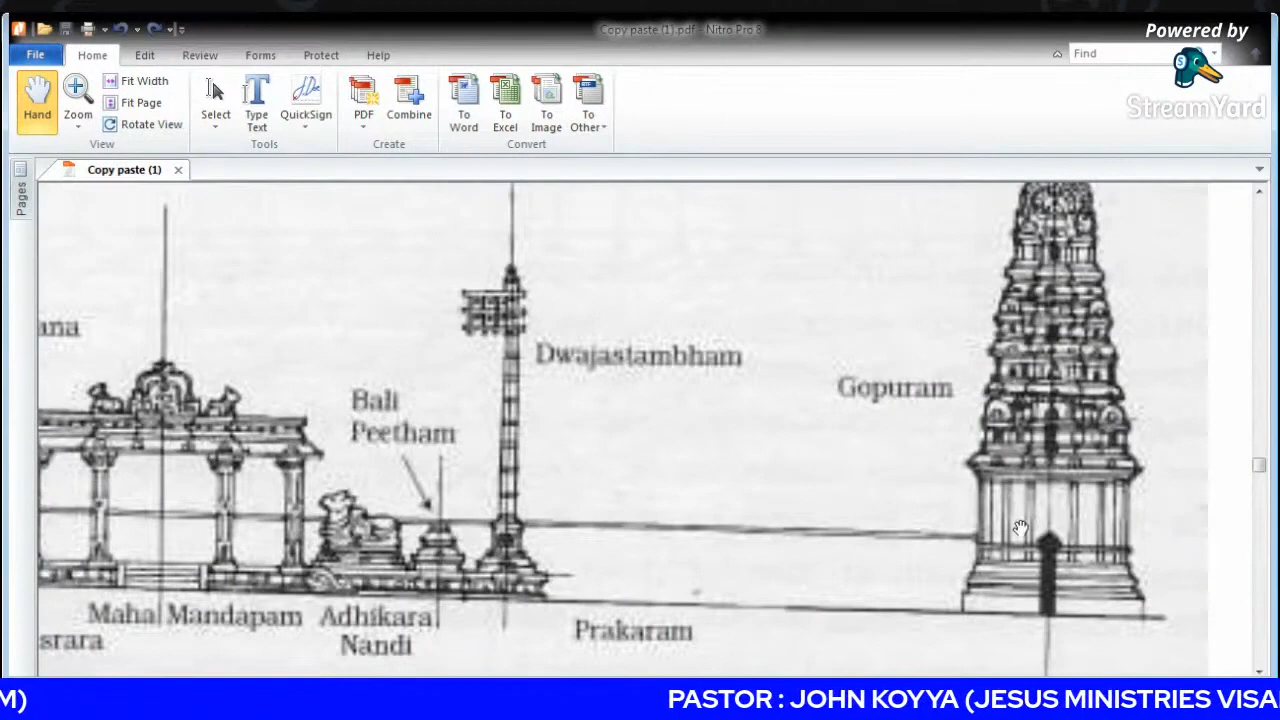 Powered by
StreamYard
Copy paste (1).pdf - Nitro Pro 8
File Home Edit Review Forms Protect Help
Find
Hand
Zoom
Fit Width
Fit Page
Rotate View
View
Select
Type Text
QuickSign
Tools
PDF
Combine
Create
To Word
To Excel
To Image
To Other
Convert
Copy paste (1)
Pages
ana
Dwajastambham
Gopuram
Bali
Peetham
Maha Mandapam
Adhikara
Nandi
srara
Prakaram
M)
PASTOR : JOHN KOYYA (JESUS MINISTRIES VISA